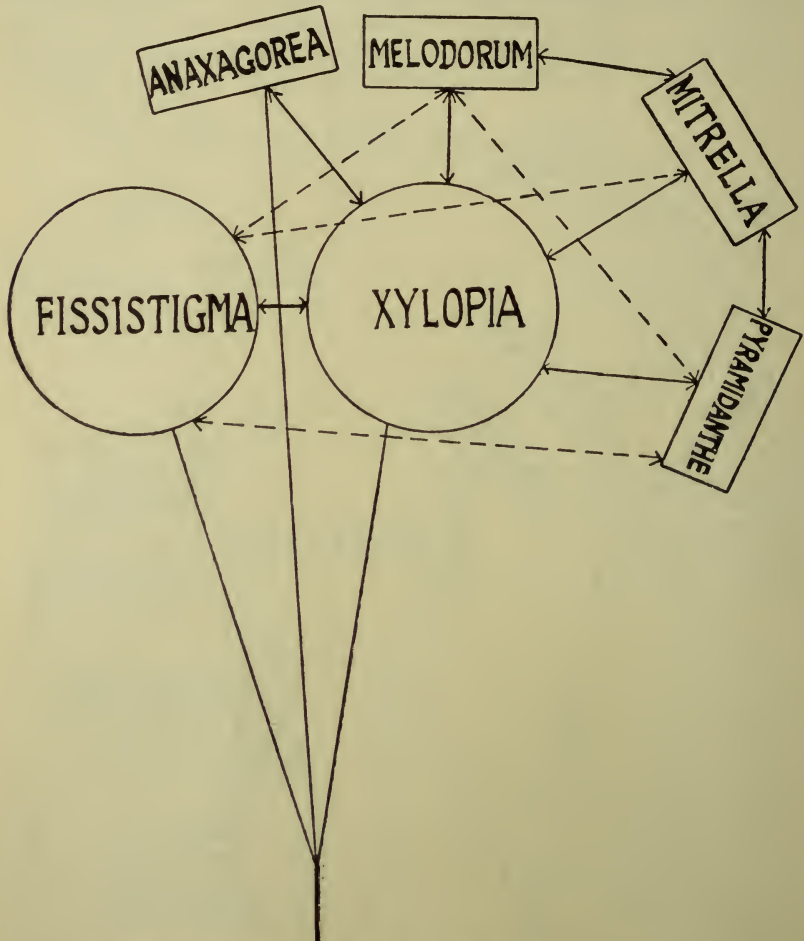 ANAXAGOREA
MELODORUM
MITRELLA
FISSISTIGMA
XYLOPIA
PYRAMIDANTHE